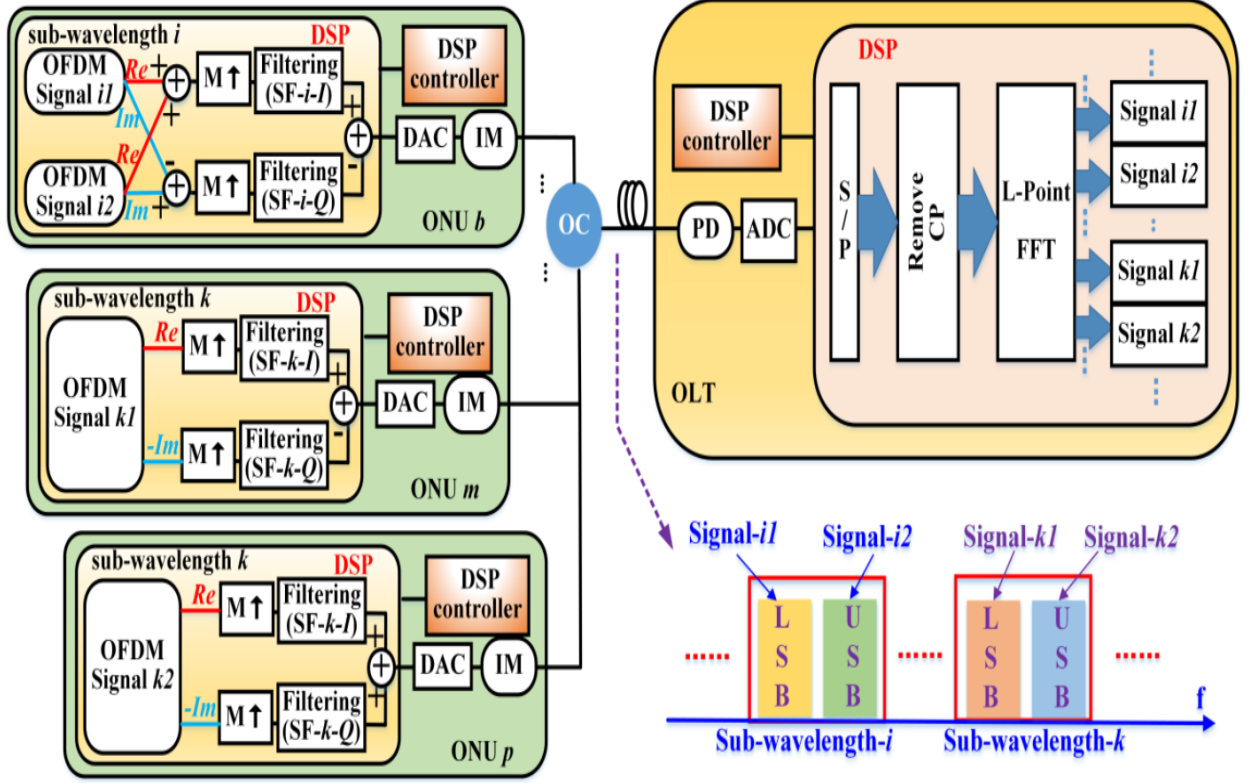 sub-wavelength i
DSP
OFDM
Signal i1
Re
+
+
Im
Re
-
Im
+
OFDM
Signal i2
+
M↑
Filtering
(SF-i-I)
+
+
-
+
M↑
Filtering
(SF-i-Q)
DSP
controller
DAC
IM
ONU b
sub-wavelength k
DSP
OFDM
Signal k1
Re
-Im
M↑
Filtering
(SF-k-I)
+
+
-
M↑
Filtering
(SF-k-Q)
DSP
controller
DAC
IM
ONU m
sub-wavelength k
DSP
OFDM
Signal k2
Re
-Im
M↑
Filtering
(SF-k-I)
+
+
+
M↑
Filtering
(SF-k-Q)
DSP
controller
DAC
IM
ONU p
OC
OLT
DSP
controller
PD
ADC
DSP
S
/
P
Remove
CP
L-Point
FFT
Signal i1
Signal i2
Signal k1
Signal k2
Signal-i1
Signal-i2
Signal-k1
Signal-k2
L
S
B
U
S
B
L
S
B
U
S
B
f
Sub-wavelength-i
Sub-wavelength-k